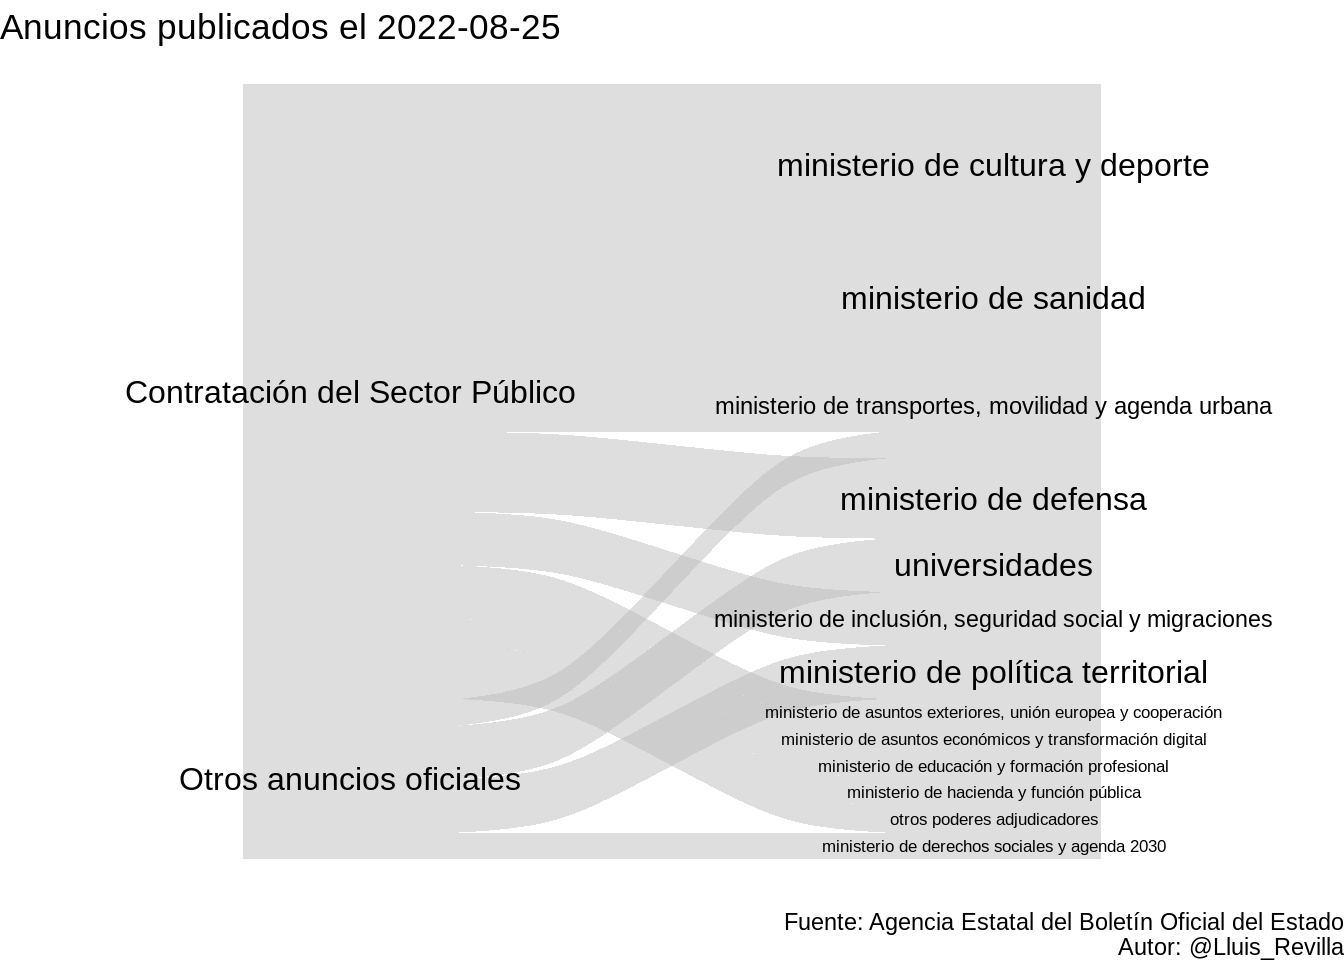 Anuncios publicados el 2022-08-25
ministerio de cultura y deporte
ministerio de sanidad
Contratación del Sector Público
ministerio de transportes, movilidad y agenda urbana
ministerio de defensa
universidades
ministerio de inclusión, seguridad social y migraciones
ministerio de política territorial
ministerio de asuntos exteriores, unión europea y cooperación
ministerio de asuntos económicos y transformación digital
ministerio de educación y formación profesional
Otros anuncios oficiales
ministerio de hacienda y función pública
otros poderes adjudicadores
ministerio de derechos sociales y agenda 2030
Fuente: Agencia Estatal del Boletín Oficial del Estado
Autor: @Lluis_Revilla